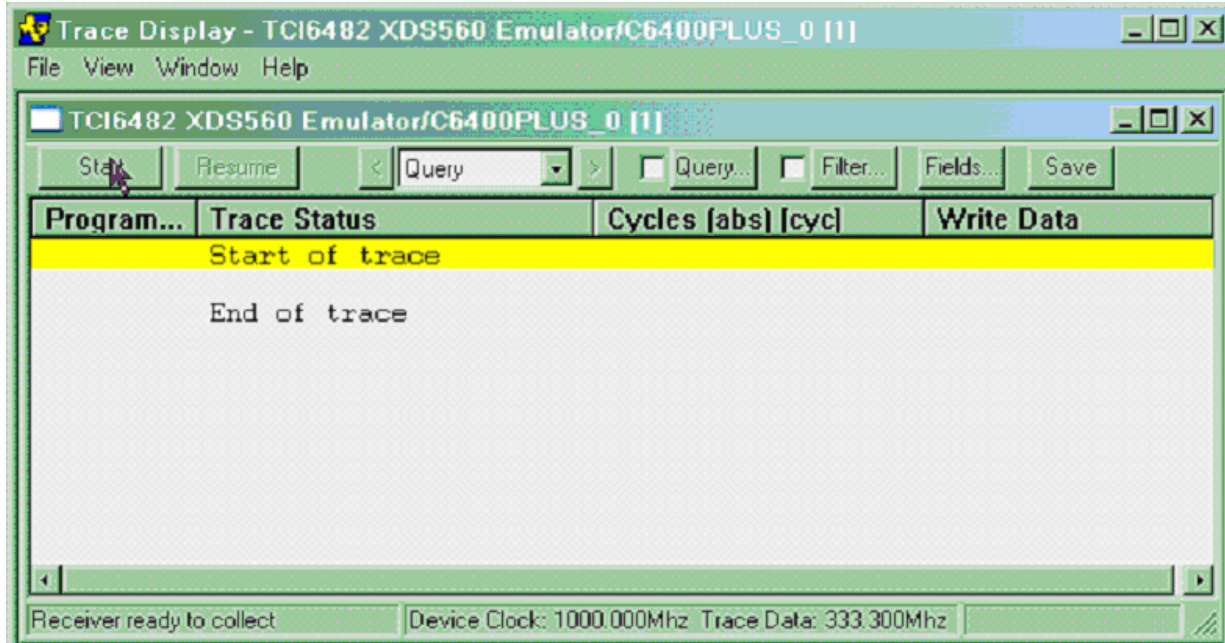 Trace Display - TCI6482 XDS560 Emulator/C6400PLUS_0 [1]
File View Window Help
TCI6482 XDS560 Emulator/C6400PLUS_0 [1]
Start Resume < Query > Query... Filter... Fields... Save
Program... Trace Status Cycles (abs) [cyc] Write Data
Start of trace
End of trace
Receiver ready to collect Device Clock: 1000.000Mhz Trace Data: 333.300Mhz